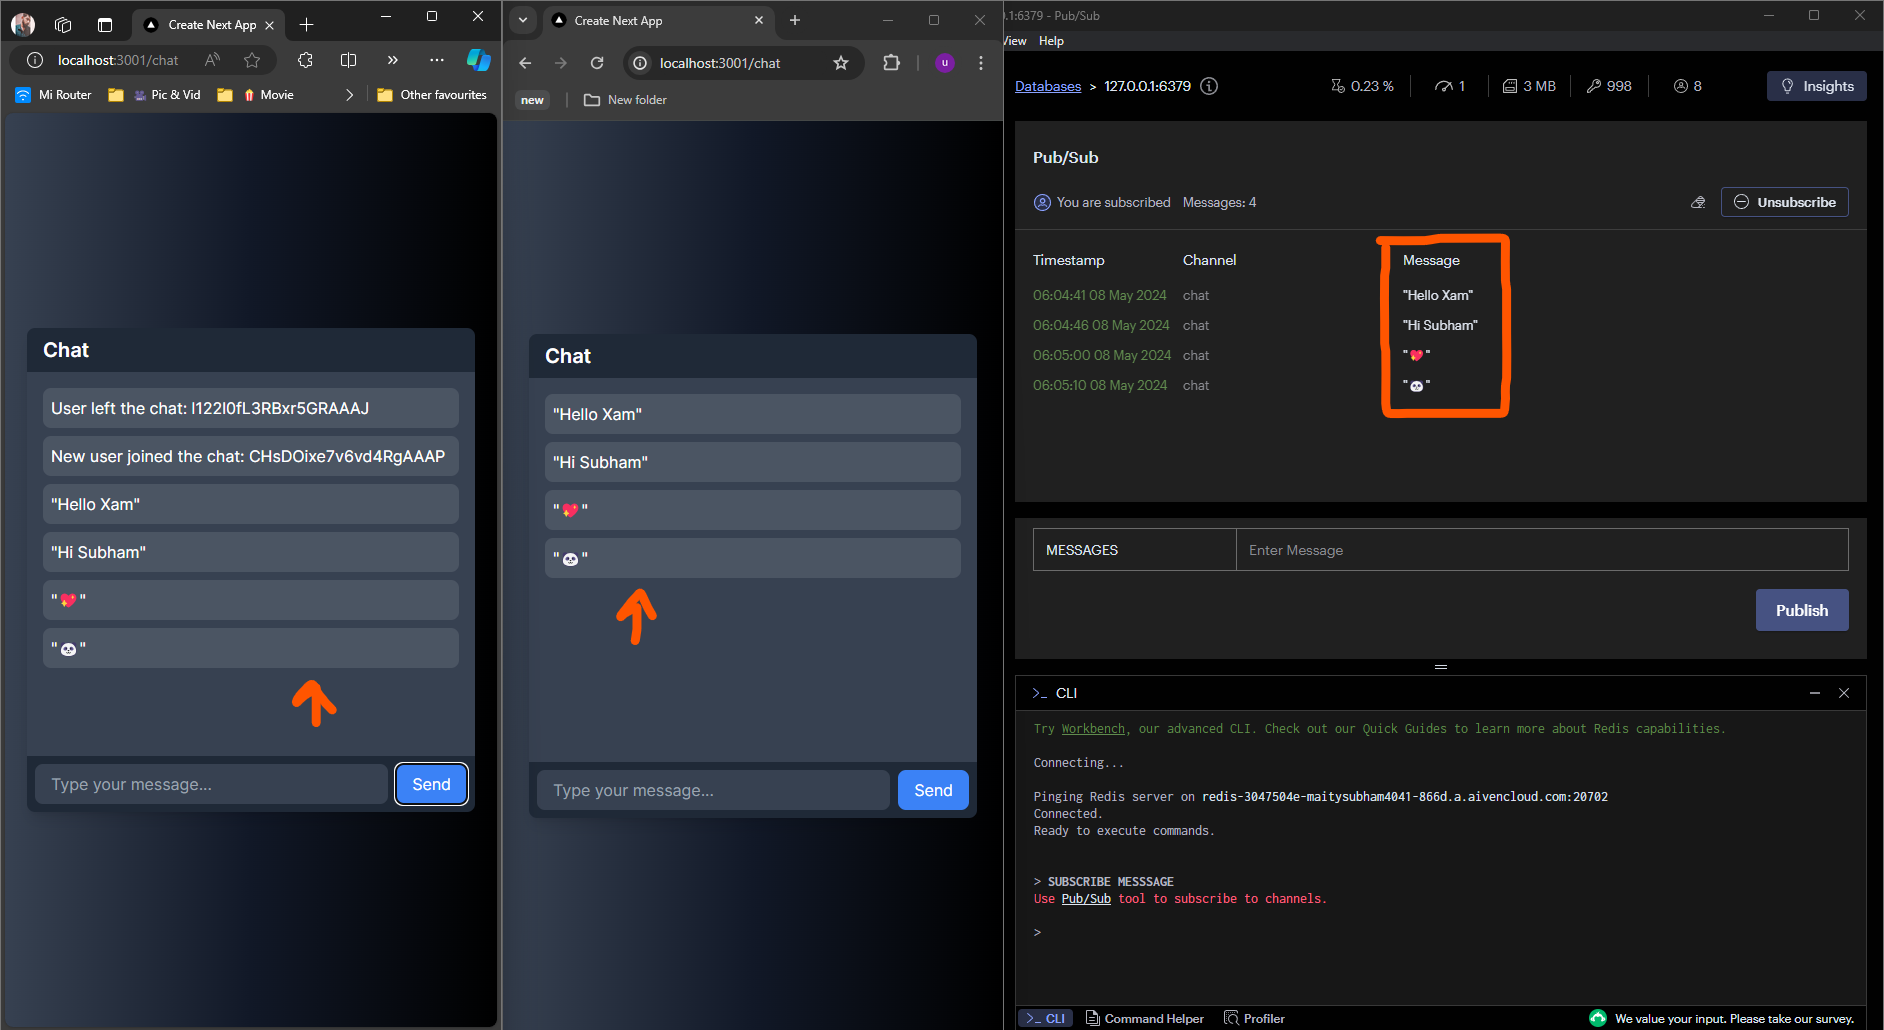 Create Next App
localhost:3001/chat
Mi Router
Pic & Vid
Movie
Other favourites
Chat
User left the chat: I122I0fL3RBxr5GRAAAJ
New user joined the chat: CHsDOixe7v6vd4RgAAAP
"Hello Xam"
"Hi Subham"
"💖"
"🐼"
Type your message...
Send
Create Next App
localhost:3001/chat
u
new
New folder
Chat
"Hello Xam"
"Hi Subham"
"💖"
"🐼"
Type your message...
Send
.1:6379 - Pub/Sub
View Help
Databases > 127.0.0.1:6379
0.23 %
1
3 MB
998
8
Insights
Pub/Sub
You are subscribed Messages: 4
Unsubscribe
Timestamp Channel Message
06:04:41 08 May 2024 chat "Hello Xam"
06:04:46 08 May 2024 chat "Hi Subham"
06:05:00 08 May 2024 chat "💖"
06:05:10 08 May 2024 chat "🐼"
MESSAGES Enter Message
Publish
>_ CLI
Try Workbench, our advanced CLI. Check out our Quick Guides to learn more about Redis capabilities.
Connecting...
Pinging Redis server on redis-3047504e-maitysubham4041-866d.a.aivencloud.com:20702
Connected.
Ready to execute commands.
> SUBSCRIBE MESSSAGE
Use Pub/Sub tool to subscribe to channels.
>
>_ CLI Command Helper Profiler
We value your input. Please take our survey.